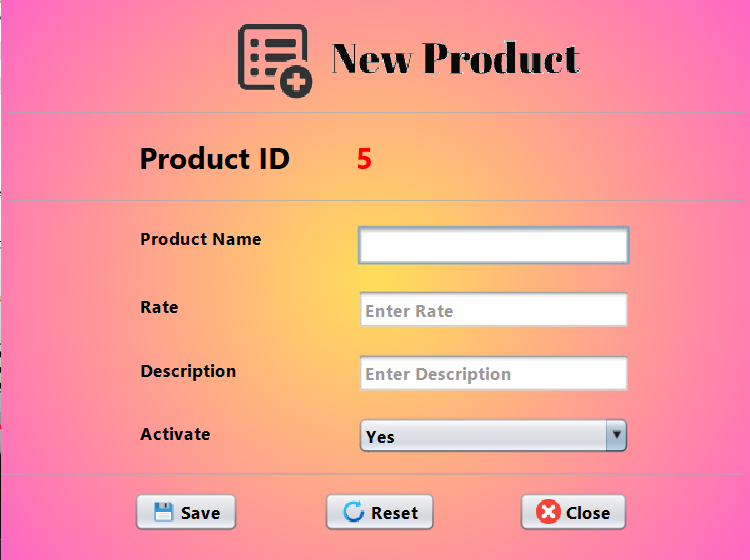 New Product
Product ID 5
Product Name
Rate Enter Rate
Description Enter Description
Activate Yes
Save Reset Close